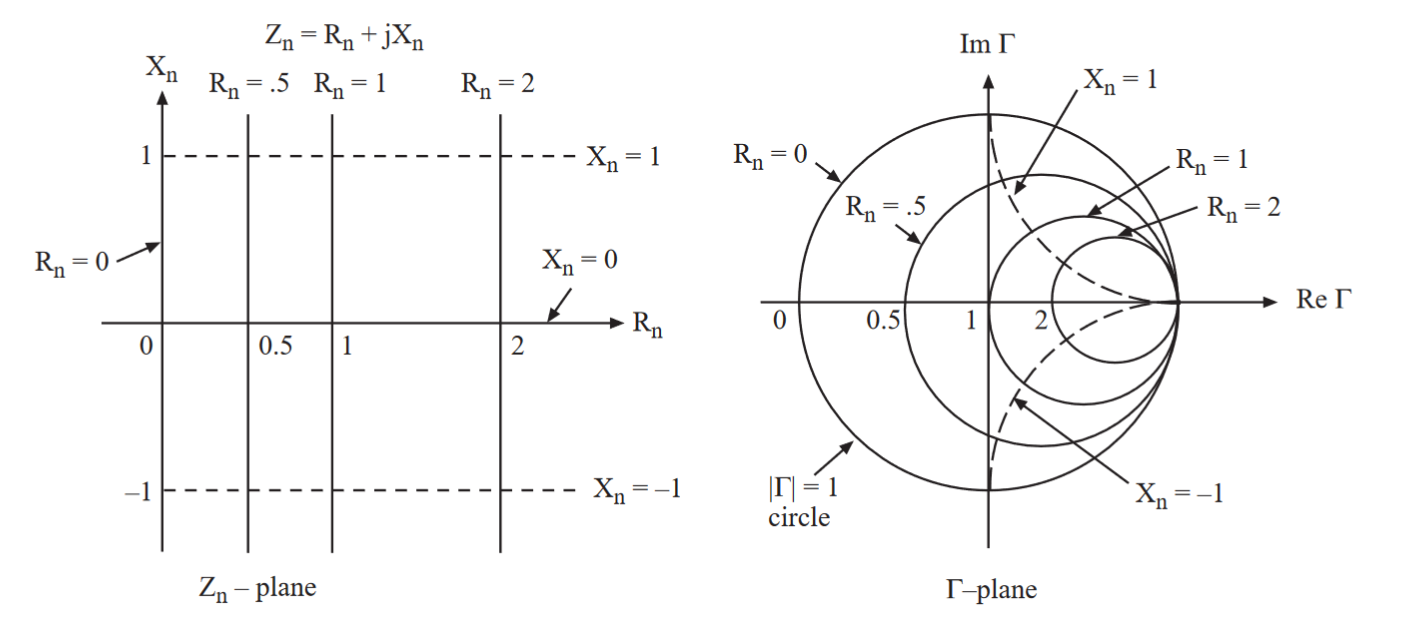 Zₙ = Rₙ + jXₙ
Xₙ
Rₙ = .5
Rₙ = 1
Rₙ = 2
1
Xₙ = 1
Rₙ = 0
Xₙ = 0
Rₙ
0
0.5
1
2
–1
Xₙ = –1
Zₙ – plane
Im Γ
Xₙ = 1
Rₙ = 0
Rₙ = 1
Rₙ = .5
Rₙ = 2
Re Γ
0
0.5
1
2
|Γ| = 1
circle
Xₙ = –1
Γ–plane